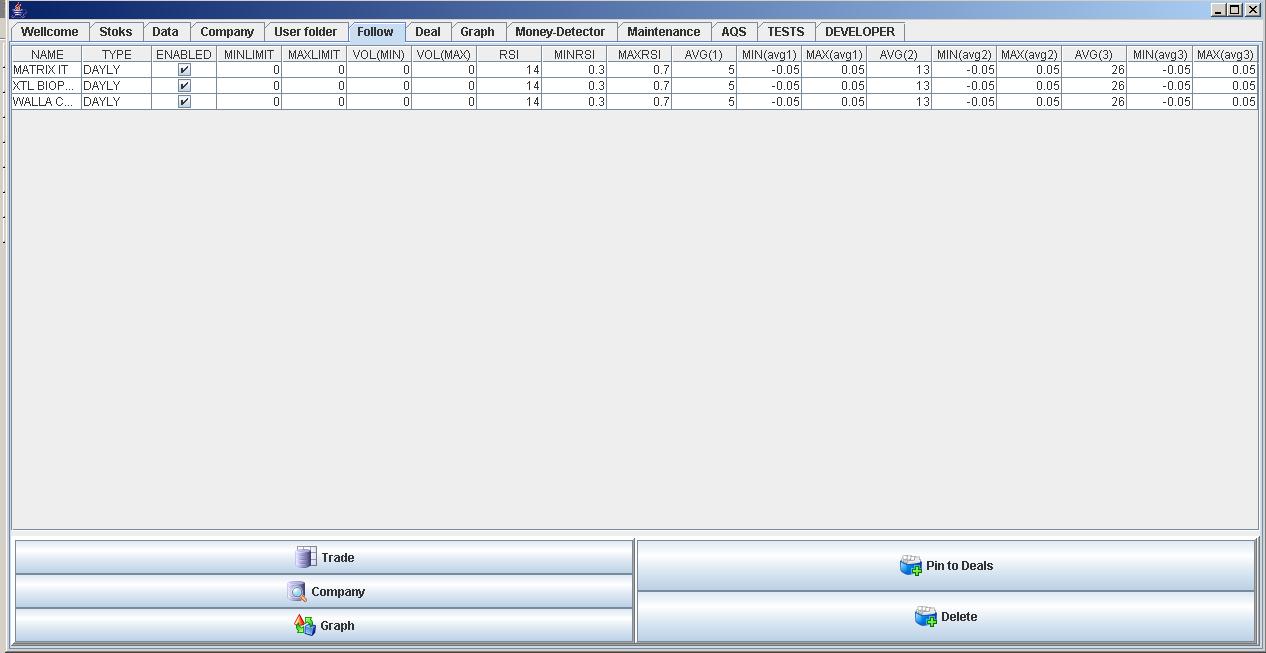 Wellcome Stoks Data Company User folder Follow Deal Graph Money-Detector Maintenance AQS TESTS DEVELOPER
NAME TYPE ENABLED MINLIMIT MAXLIMIT VOL(MIN) VOL(MAX) RSI MINRSI MAXRSI AVG(1) MIN(avg1) MAX(avg1) AVG(2) MIN(avg2) MAX(avg2) AVG(3) MIN(avg3) MAX(avg3)
MATRIX IT DAYLY 0 0 0 0 14 0.3 0.7 5 -0.05 0.05 13 -0.05 0.05 26 -0.05 0.05
XTL BIOP... DAYLY 0 0 0 0 14 0.3 0.7 5 -0.05 0.05 13 -0.05 0.05 26 -0.05 0.05
WALLA C... DAYLY 0 0 0 0 14 0.3 0.7 5 -0.05 0.05 13 -0.05 0.05 26 -0.05 0.05
Trade
Company
Graph
Pin to Deals
Delete